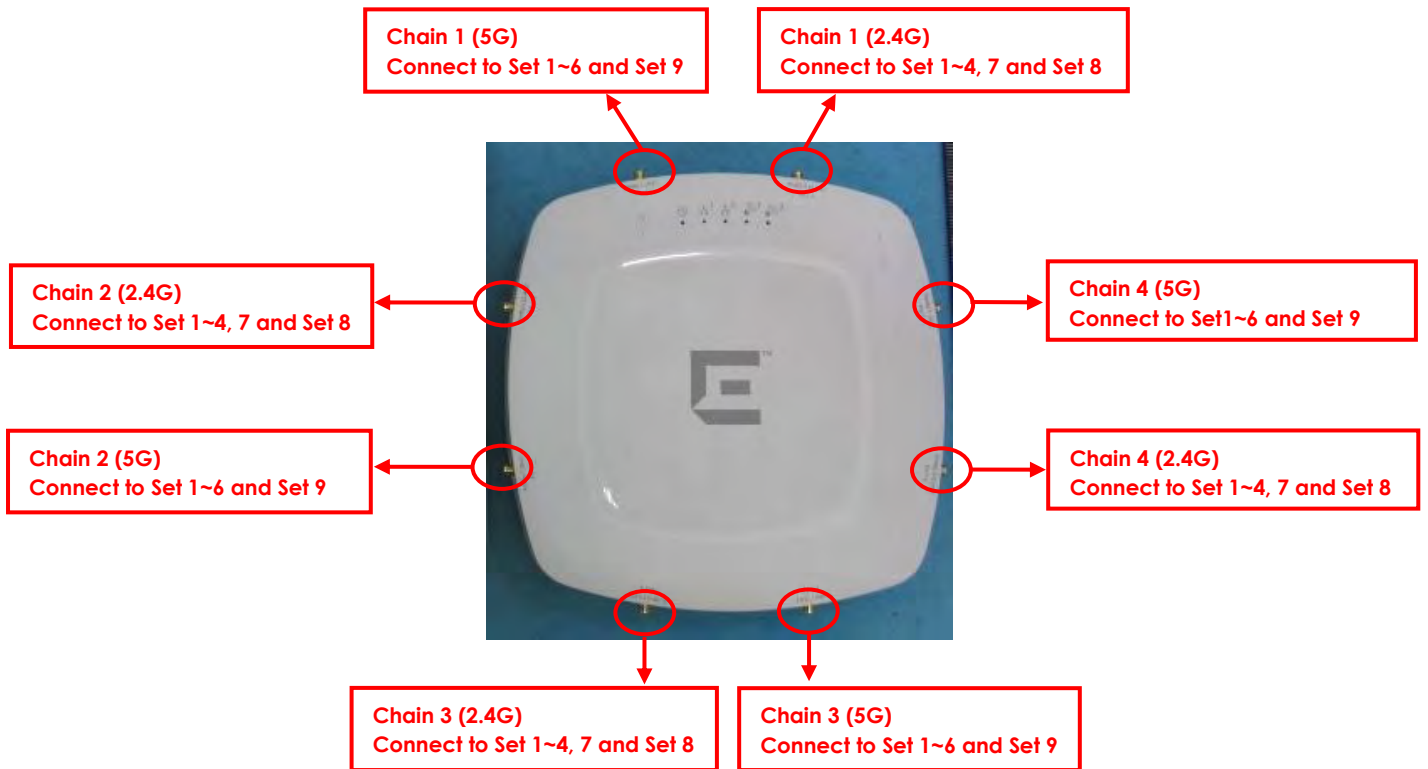 Chain 1 (5G)
Connect to Set 1~6 and Set 9
Chain 1 (2.4G)
Connect to Set 1~4, 7 and Set 8
Chain 2 (2.4G)
Connect to Set 1~4, 7 and Set 8
Chain 4 (5G)
Connect to Set1~6 and Set 9
Chain 2 (5G)
Connect to Set 1~6 and Set 9
Chain 4 (2.4G)
Connect to Set 1~4, 7 and Set 8
Chain 3 (2.4G)
Connect to Set 1~4, 7 and Set 8
Chain 3 (5G)
Connect to Set 1~6 and Set 9